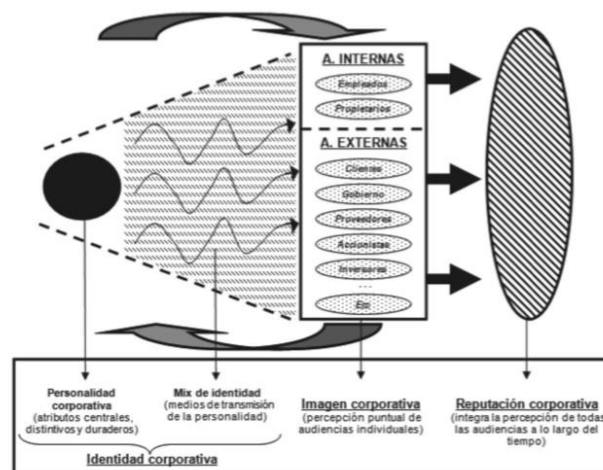 A. INTERNAS
Empleados
Propietarios
A. EXTERNAS
Clientes
Gobierno
Proveedores
Accionistas
Inversores
...
Etc
Personalidad
corporativa
(atributos centrales,
distintivos y duraderos)
Mix de identidad
(medios de transmisión
de la personalidad)
Identidad corporativa
Imagen corporativa
(percepción puntual de
audiencias individuales)
Reputación corporativa
(integra la percepción de todas
las audiencias a lo largo del
tiempo)